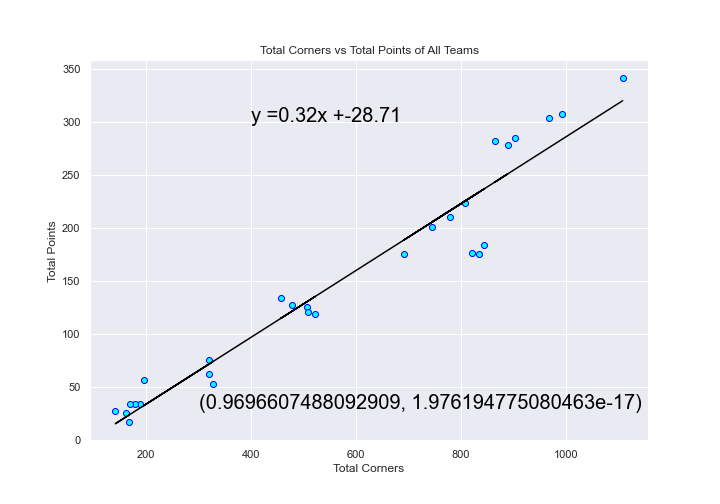 Total Corners vs Total Points of All Teams
350
300
250
200
150
100
50
0
Total Points
y =0.32x +-28.71
(0.9696607488092909, 1.976194775080463e-17)
200 400 600 800 1000
Total Corners